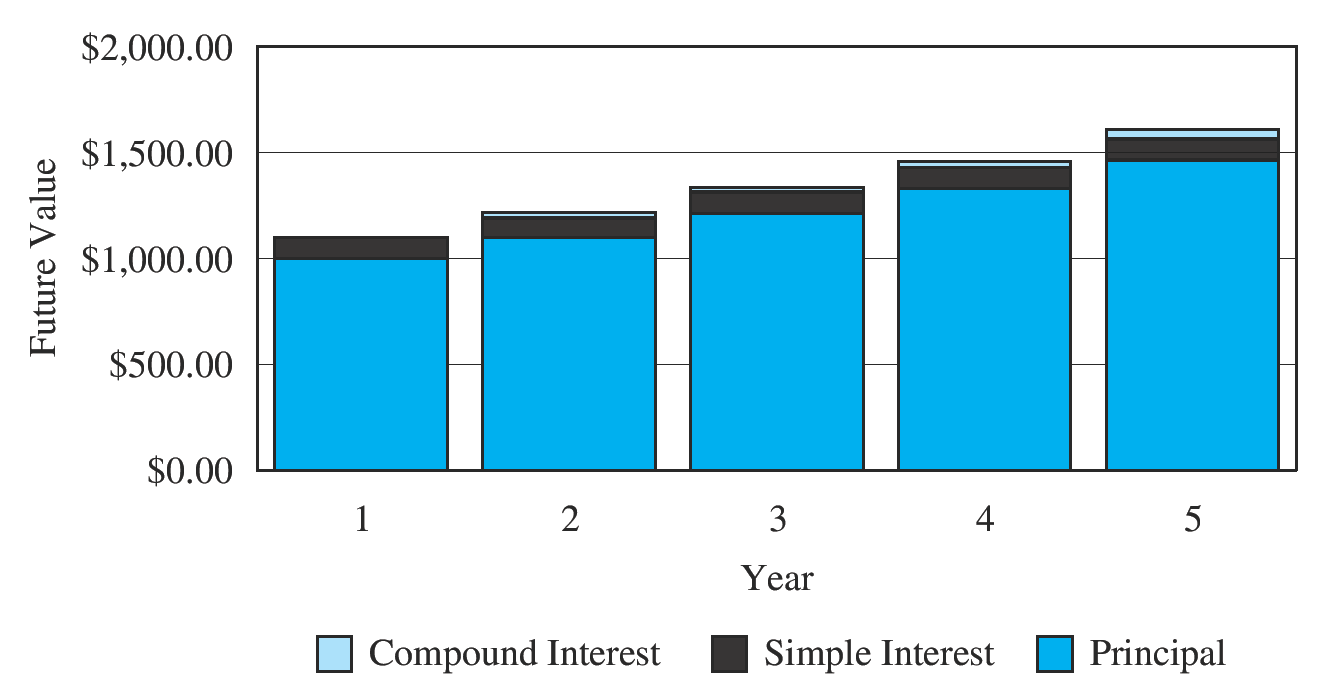 $2,000.00
$1,500.00
$1,000.00
$500.00
$0.00
Future Value
1 2 3 4 5
Year
Compound Interest Simple Interest Principal